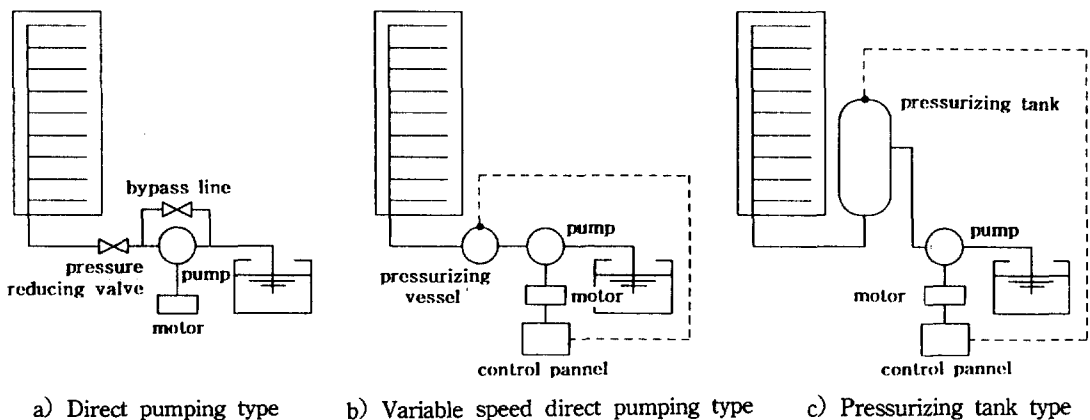 bypass line
pressure
reducing valve
pump
motor
a) Direct pumping type
pump
pressurizing
vessel
motor
control pannel
b) Variable speed direct pumping type
pressurizing tank
pump
motor
control pannel
c) Pressurizing tank type